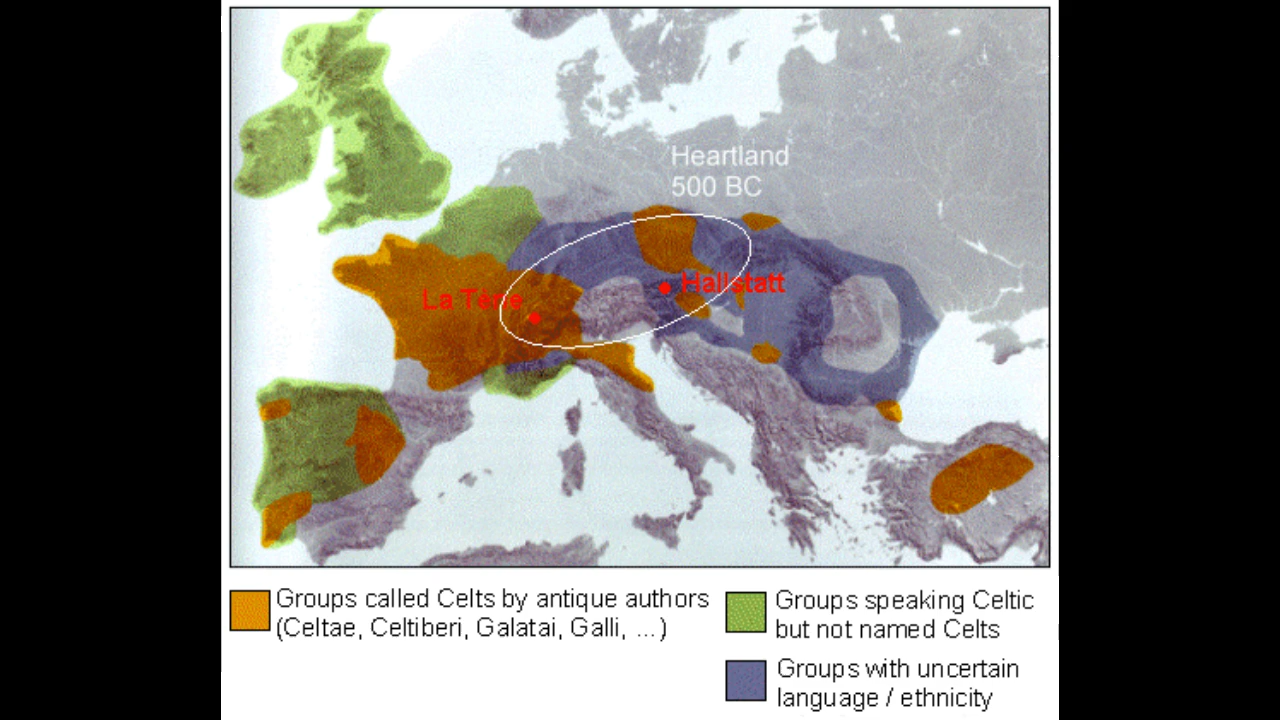 Heartland
500 BC
La Tène
Hallstatt
Groups called Celts by antique authors
(Celtae, Celtiberi, Galatai, Galli, ...)
Groups speaking Celtic
but not named Celts
Groups with uncertain
language / ethnicity